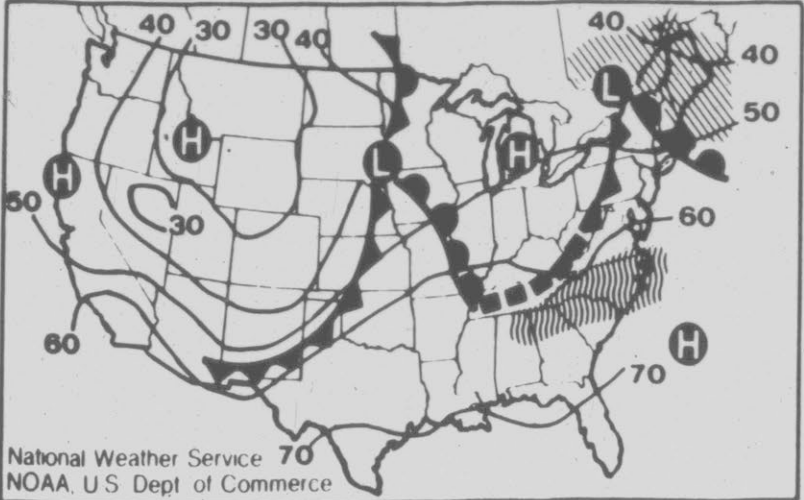 40 30 30 40 40
40
L
50
H
H
L
H
50
30
60
60
H
70
70
National Weather Service
NOAA, U S Dept of Commerce